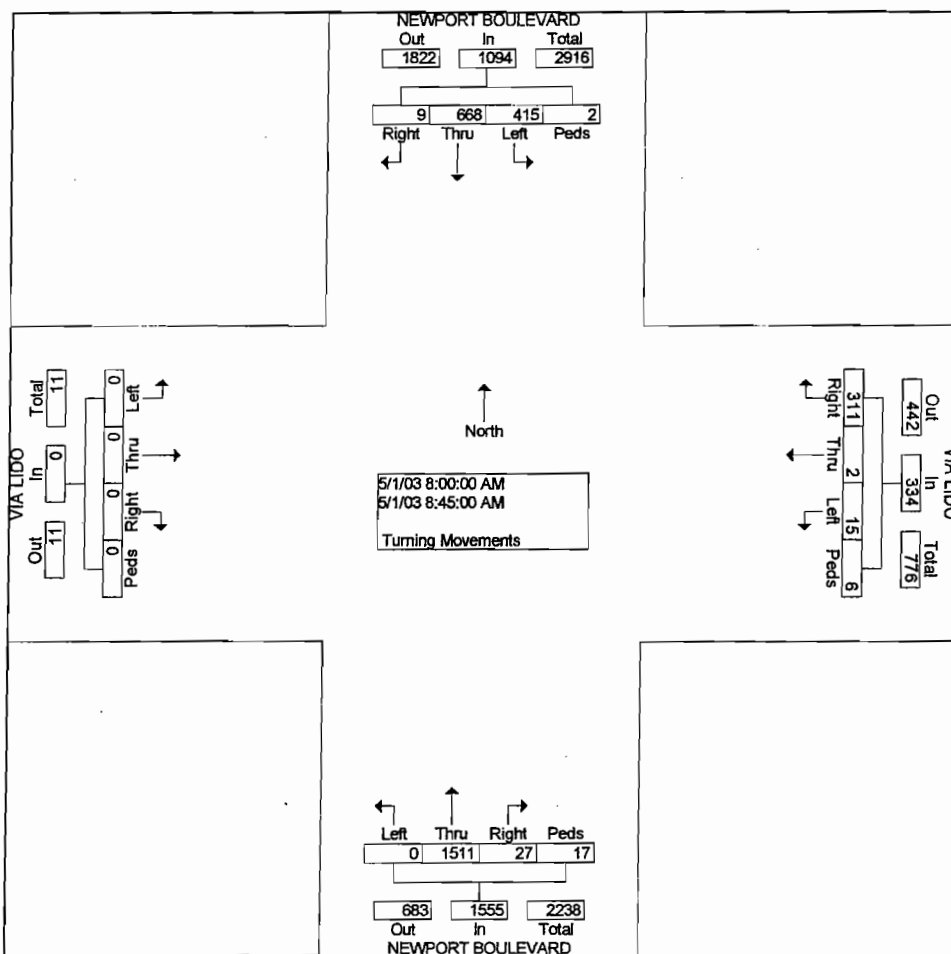 NEWPORT BOULEVARD
Out In Total
1822 1094 2916
9 668 415 2
Right Thru Left Peds
VIA LIDO
Total In Out
11 0 11
0 0 0 0
Left Thru Right Peds
North
5/1/03 8:00:00 AM
5/1/03 8:45:00 AM
Turning Movements
Right Thru Left Peds
311 2 15 6
Out In Total
442 334 776
VIA LIDO
Left Thru Right Peds
0 1511 27 17
683 1555 2238
Out In Total
NEWPORT BOULEVARD